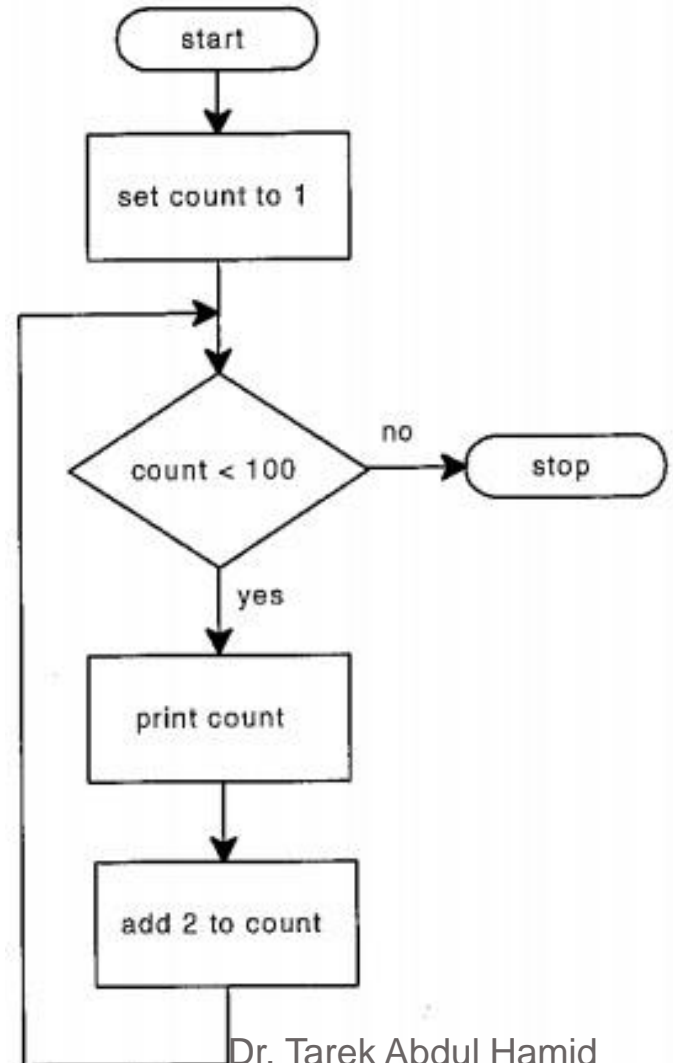 start
set count to 1
count < 100
no
stop
yes
print count
add 2 to count
Dr. Tarek Abdul Hamid